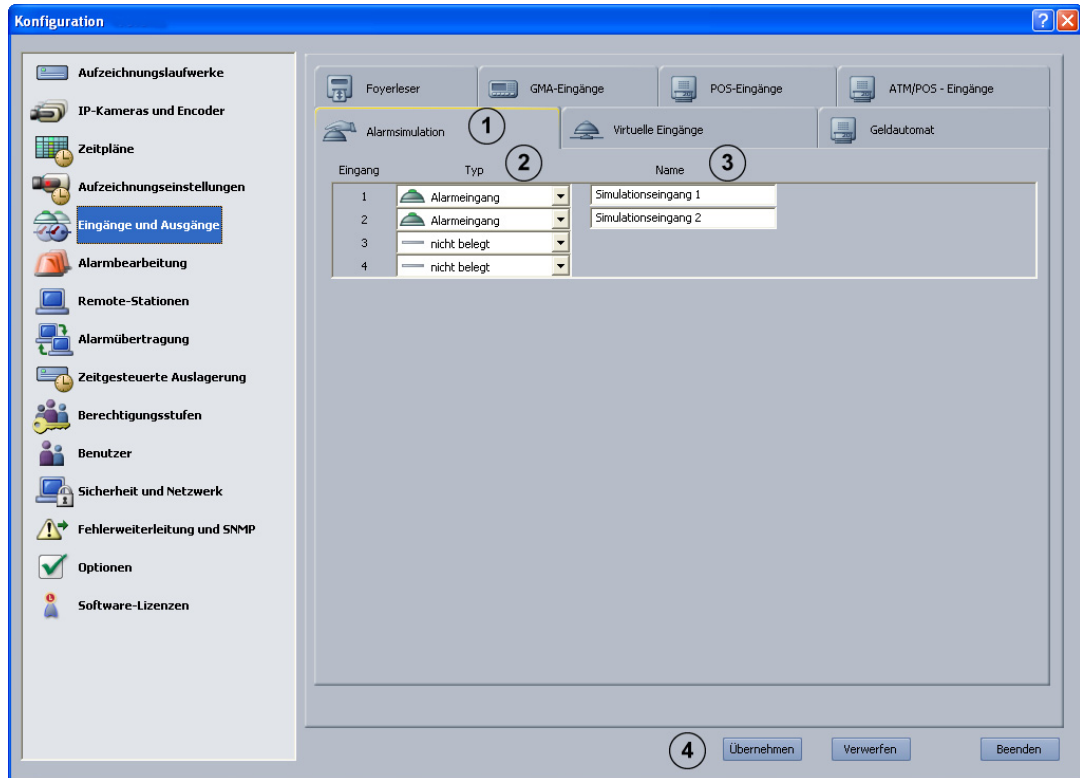 Konfiguration
Aufzeichnungslaufwerke
IP-Kameras und Encoder
Zeitpläne
Aufzeichnungseinstellungen
Eingänge und Ausgänge
Alarmbearbeitung
Remote-Stationen
Alarmübertragung
Zeitgesteuerte Auslagerung
Berechtigungsstufen
Benutzer
Sicherheit und Netzwerk
Fehlerweiterleitung und SNMP
Optionen
Software-Lizenzen
Foyerleser GMA-Eingänge POS-Eingänge ATM/POS - Eingänge
Alarmsimulation 1 Virtuelle Eingänge Geldautomat
Eingang Typ 2 Name 3
1 Alarmeingang Simulationseingang 1
2 Alarmeingang Simulationseingang 2
3 nicht belegt
4 nicht belegt
4 Übernehmen Verwerfen Beenden